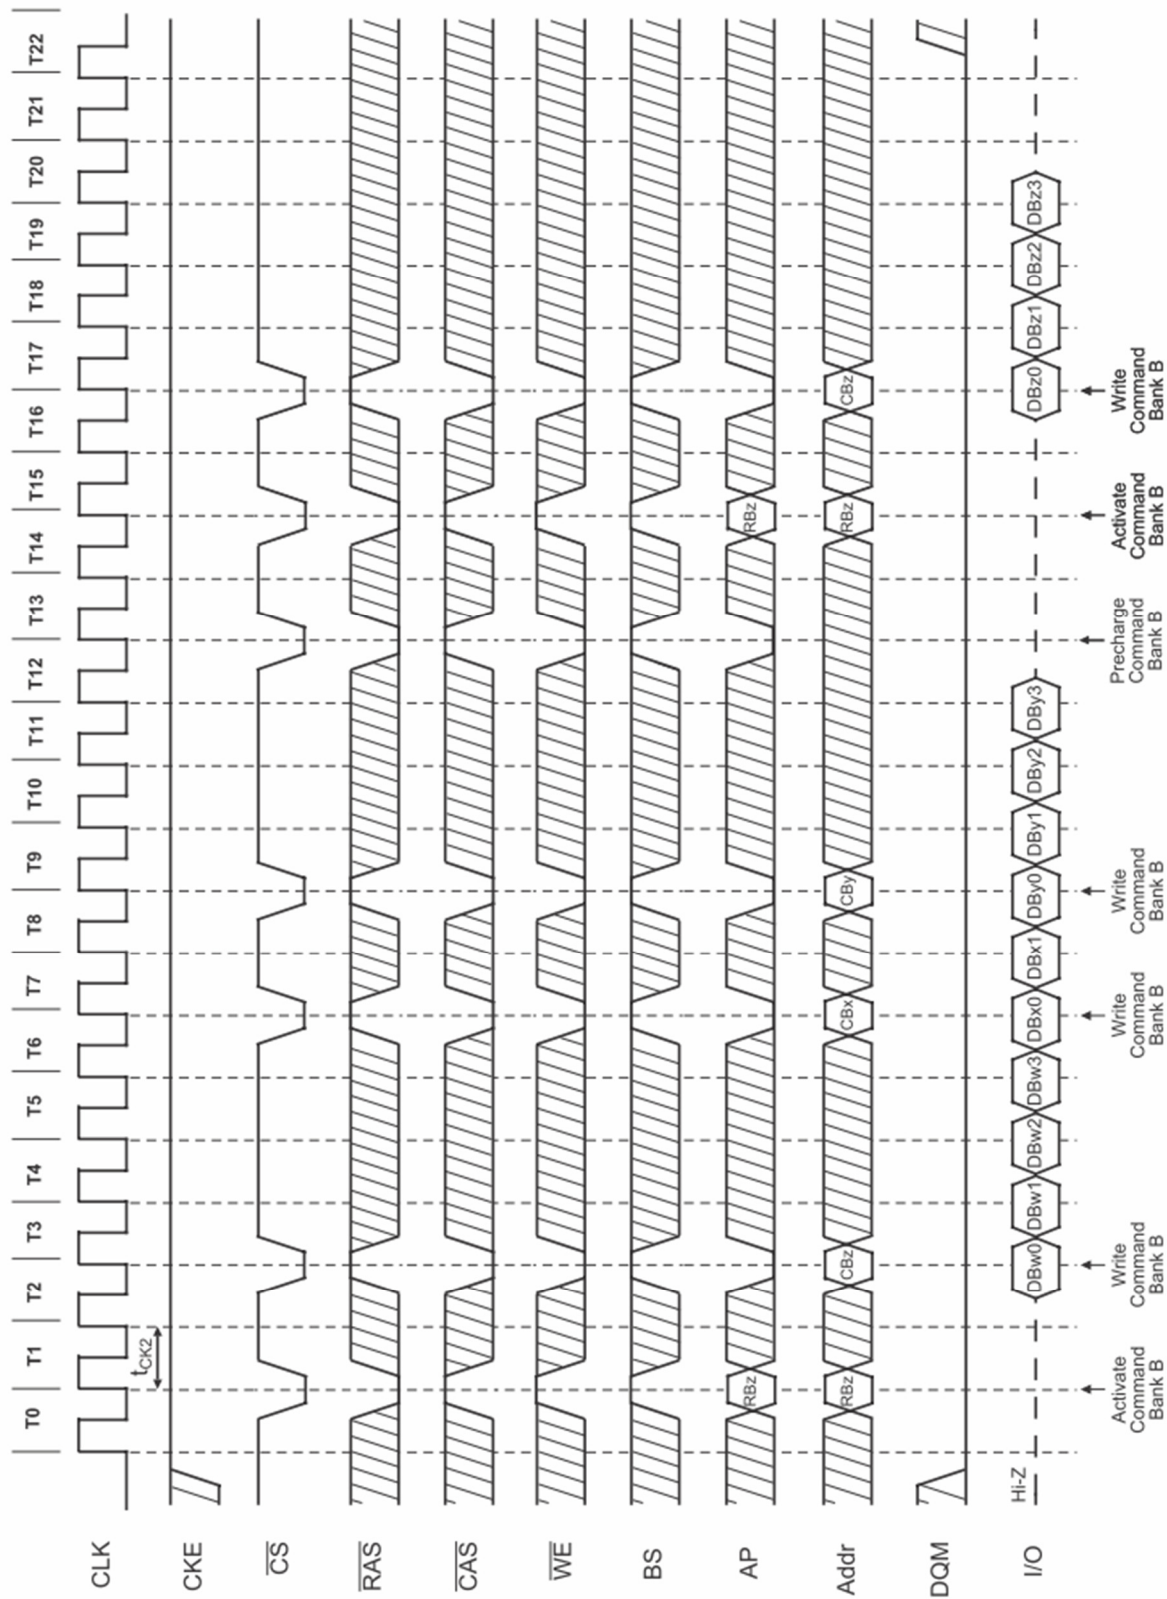 T0 T1 T2 T3 T4 T5 T6 T7 T8 T9 T10 T11 T12 T13 T14 T15 T16 T17 T18 T19 T20 T21 T22
CLK
tCK2
CKE
CS
RAS
CAS
WE
BS
AP
RBz RBz
Addr
RBz CBz CBx CBy RBz CBz
DQM
I/O
Hi-Z
DBw0 DBw1 DBw2 DBw3 DBx0 DBx1 DBy0 DBy1 DBy2 DBy3 DBz0 DBz1 DBz2 DBz3
Activate
Command
Bank B
Write
Command
Bank B
Write
Command
Bank B
Write
Command
Bank B
Precharge
Command
Bank B
Activate
Command
Bank B
Write
Command
Bank B